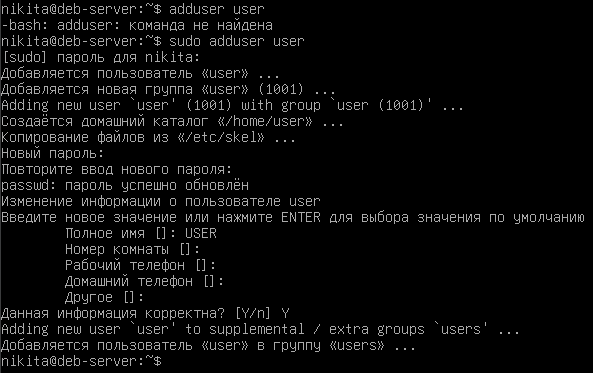 nikita@deb-server:~$ adduser user
-bash: adduser: команда не найдена
nikita@deb-server:~$ sudo adduser user
[sudo] пароль для nikita:
Добавляется пользователь «user» ...
Добавляется новая группа «user» (1001) ...
Adding new user `user' (1001) with group `user (1001)' ...
Создаётся домашний каталог «/home/user» ...
Копирование файлов из «/etc/skel» ...
Новый пароль:
Повторите ввод нового пароля:
passwd: пароль успешно обновлён
Изменение информации о пользователе user
Введите новое значение или нажмите ENTER для выбора значения по умолчанию
        Полное имя []: USER
        Номер комнаты []:
        Рабочий телефон []:
        Домашний телефон []:
        Другое []:
Данная информация корректна? [Y/n] Y
Adding new user `user' to supplemental / extra groups `users' ...
Добавляется пользователь «user» в группу «users» ...
nikita@deb-server:~$